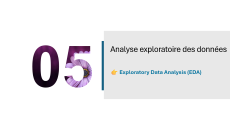 05
Analyse exploratoire des données
👉 Exploratory Data Analysis (EDA)